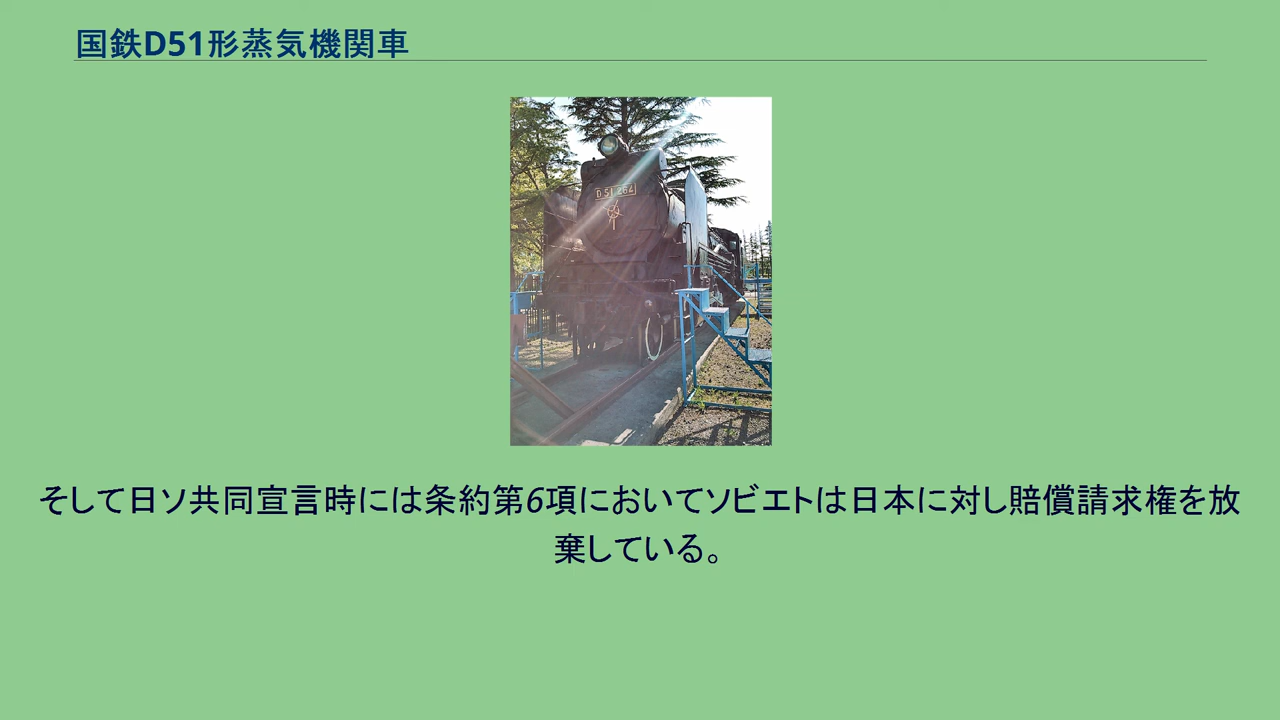 国鉄D51形蒸気機関車
D51 264
そして日ソ共同宣言時には条約第6項においてソビエトは日本に対し賠償請求権を放
棄している。